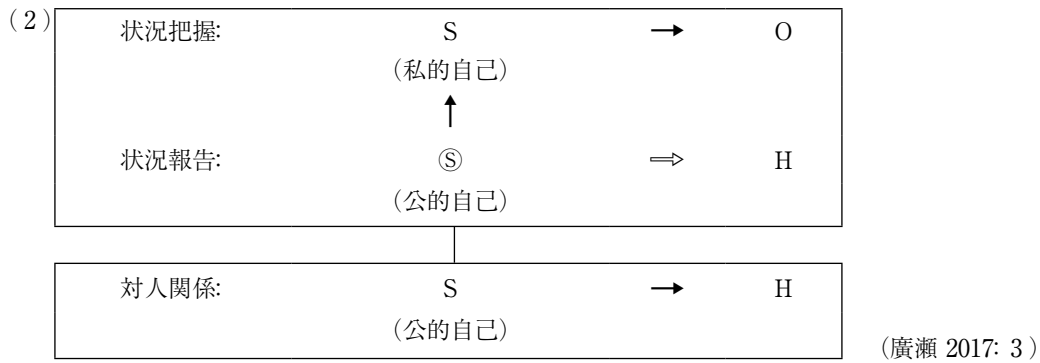 （2）
状況把握: S → O
（私的自己）
↑
状況報告: Ⓢ ⇒ H
（公的自己）
対人関係: S → H
（公的自己）
（廣瀬 2017: 3）